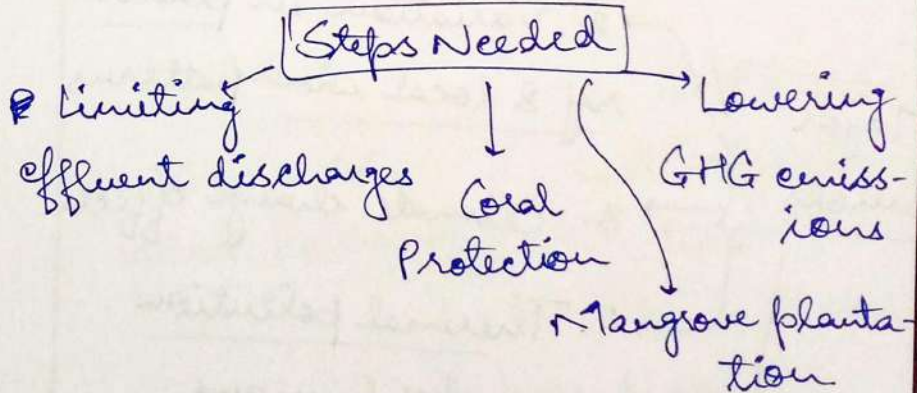 Steps Needed
Limiting
effluent discharges
Coral
Protection
Mangrove planta-
tion
Lowering
GHG emiss-
ions